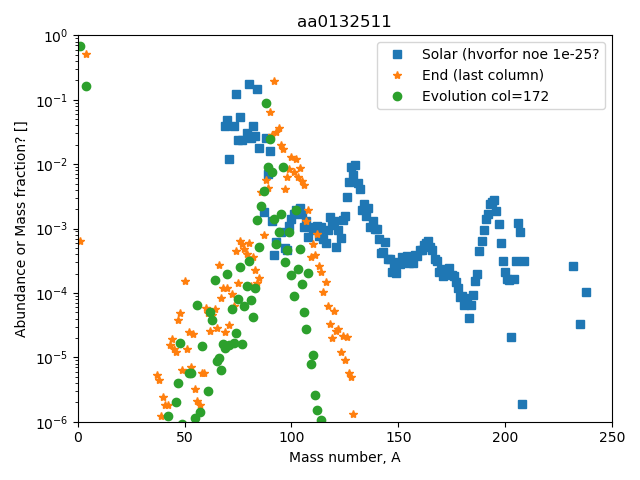 aa0132511
Solar (hvorfor noe 1e-25?
End (last column)
Evolution col=172
Abundance or Mass fraction? []
10⁰
10⁻¹
10⁻²
10⁻³
10⁻⁴
10⁻⁵
10⁻⁶
0 50 100 150 200 250
Mass number, A